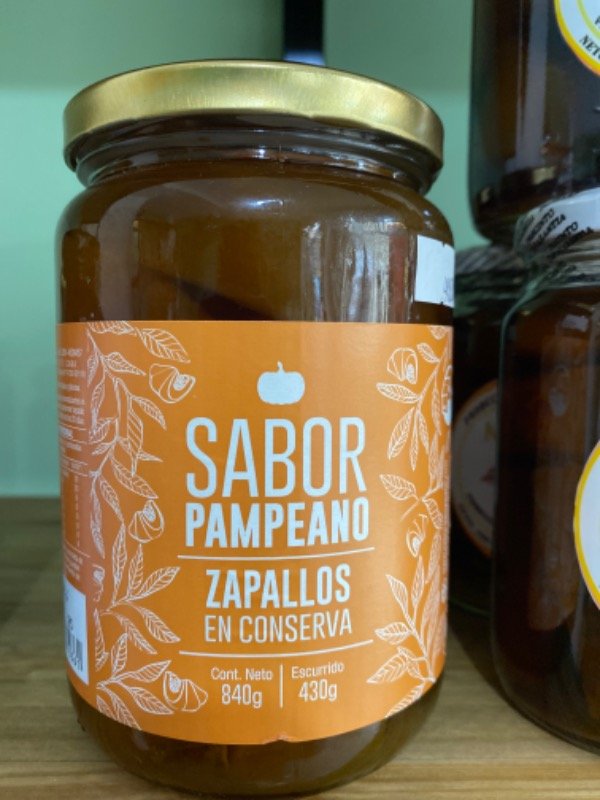 SABOR
PAMPEANO
ZAPALLOS
EN CONSERVA
Cont. Neto
840g
Escurrido
430g